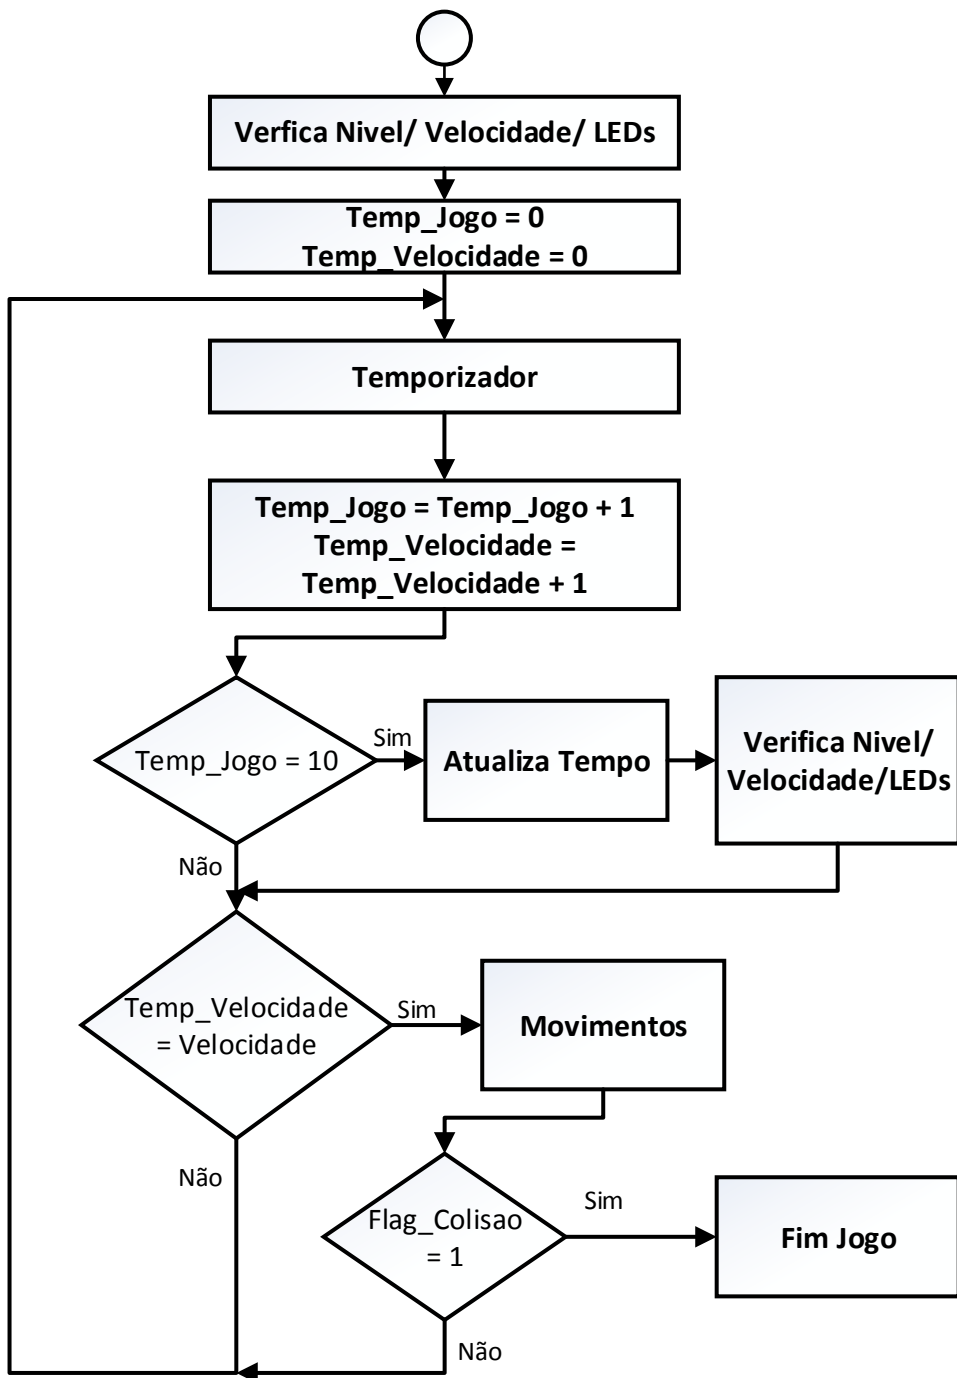 Verfica Nivel/ Velocidade/ LEDs
Temp_Jogo = 0
Temp_Velocidade = 0
Temporizador
Temp_Jogo = Temp_Jogo + 1
Temp_Velocidade =
Temp_Velocidade + 1
Temp_Jogo = 10
Sim
Atualiza Tempo
Verifica Nivel/
Velocidade/LEDs
Não
Temp_Velocidade
= Velocidade
Sim
Movimentos
Não
Flag_Colisao
= 1
Sim
Fim Jogo
Não